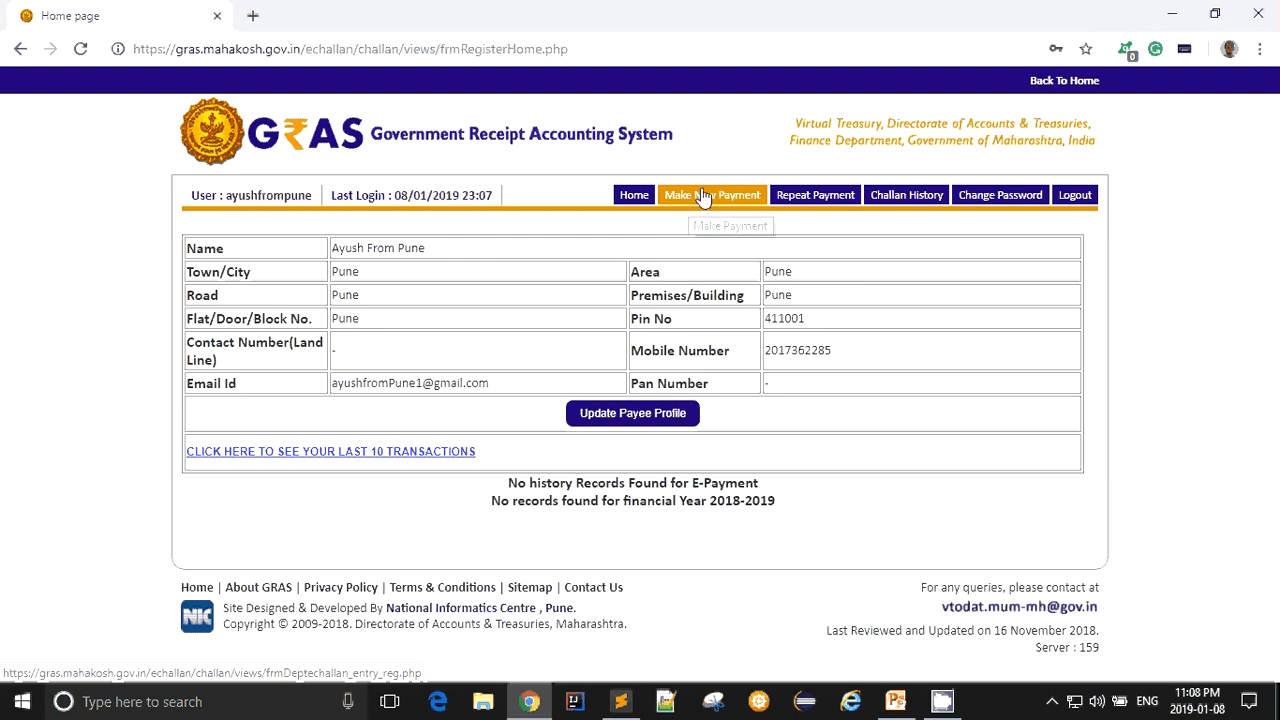 Home page
https://gras.mahakosh.gov.in/echallan/challan/views/frmRegisterHome.php
0
Back To Home
GRAS Government Receipt Accounting System
Virtual Treasury, Directorate of Accounts & Treasuries,
Finance Department, Government of Maharashtra, India
User : ayushfrompune Last Login : 08/01/2019 23:07 Home Make New Payment Repeat Payment Challan History Change Password Logout
Make Payment
Name Ayush From Pune
Town/City Pune Area Pune
Road Pune Premises/Building Pune
Flat/Door/Block No. Pune Pin No 411001
Contact Number(Land
Line) - Mobile Number 2017362285
Email Id ayushfromPune1@gmail.com Pan Number -
Update Payee Profile
CLICK HERE TO SEE YOUR LAST 10 TRANSACTIONS
No history Records Found for E-Payment
No records found for financial Year 2018-2019
Home | About GRAS | Privacy Policy | Terms & Conditions | Sitemap | Contact Us For any queries, please contact at
NIC Site Designed & Developed By National Informatics Centre , Pune. vtodat.mum-mh@gov.in
Copyright © 2009-2018. Directorate of Accounts & Treasuries, Maharashtra.
Last Reviewed and Updated on 16 November 2018.
Server : 159
https://gras.mahakosh.gov.in/echallan/challan/views/frmDeptechallan_entry_reg.php
Type here to search ENG 11:08 PM
2019-01-08